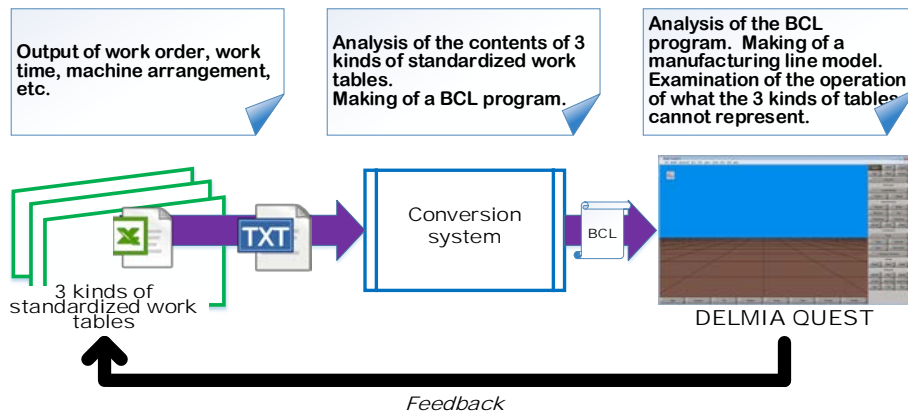 Output of work order, work
time, machine arrangement,
etc.
Analysis of the contents of 3
kinds of standardized work
tables.
Making of a BCL program.
Analysis of the BCL
program. Making of a
manufacturing line model.
Examination of the operation
of what the 3 kinds of tables
cannot represent.
TXT
Conversion
system
BCL
3 kinds of
standardized work
tables
DELMIA QUEST
Feedback